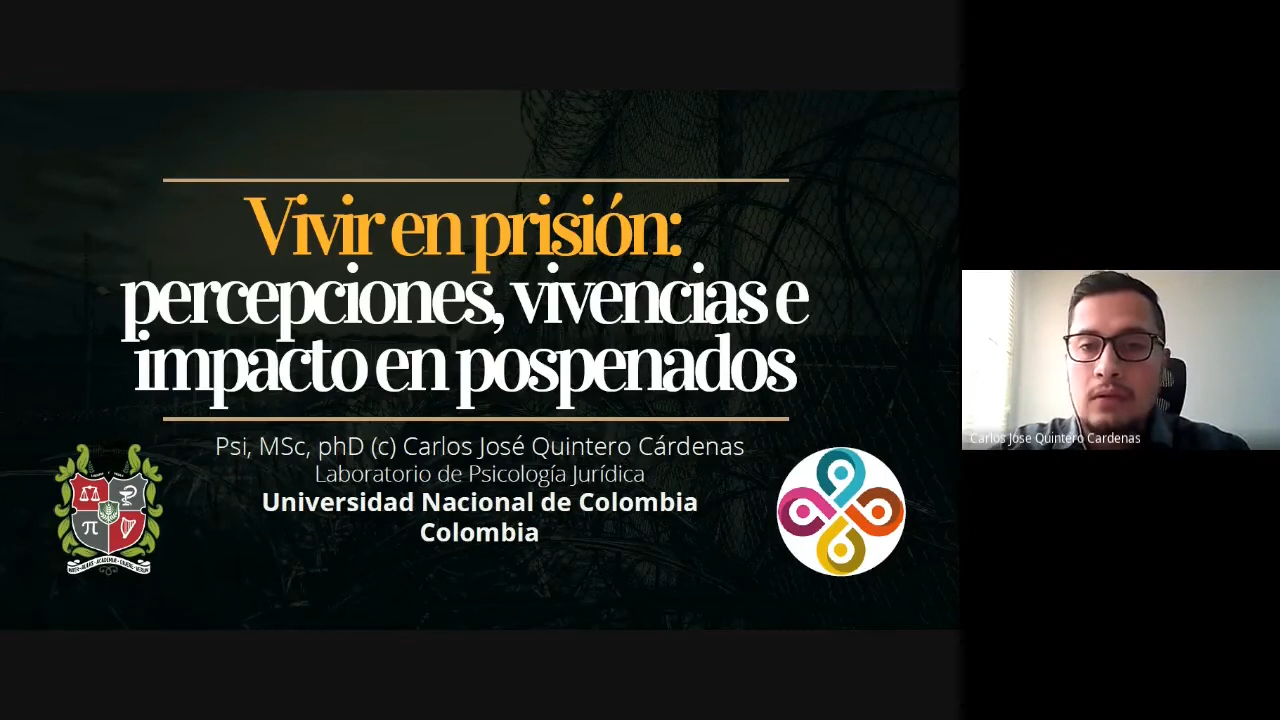 Vivir en prisión:
percepciones, vivencias e
impacto en pospenados
Psi, MSc, phD (c) Carlos José Quintero Cárdenas
Laboratorio de Psicología Jurídica
Universidad Nacional de Colombia
Colombia
π
Carlos Jose Quintero Cardenas